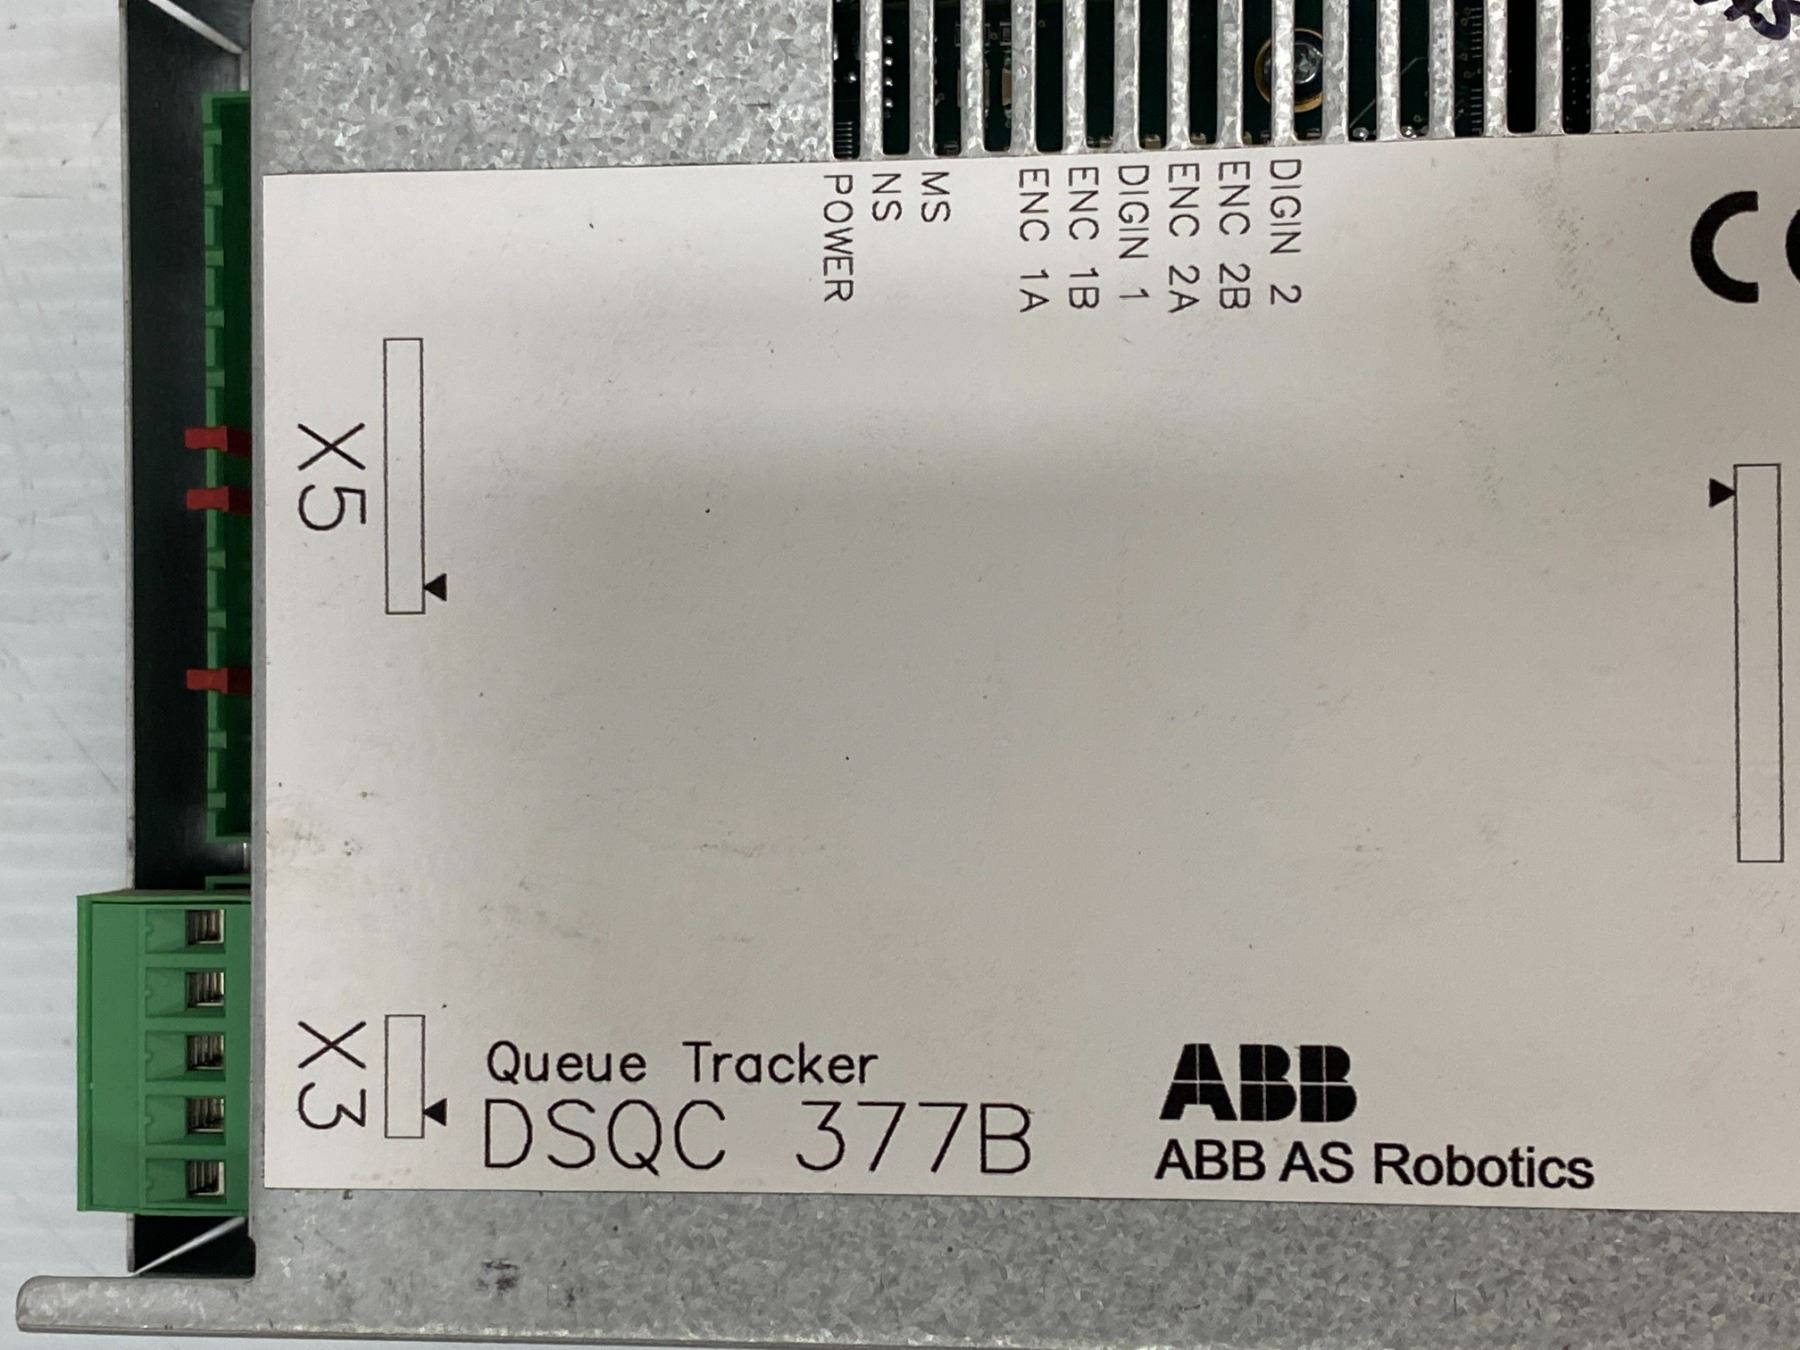 POWER
NS
MS
ENC 1A
ENC 1B
DIGIN 1
ENC 2A
ENC 2B
DIGIN 2
CE
X5
X3
Queue Tracker
DSQC 377B
ABB
ABB AS Robotics